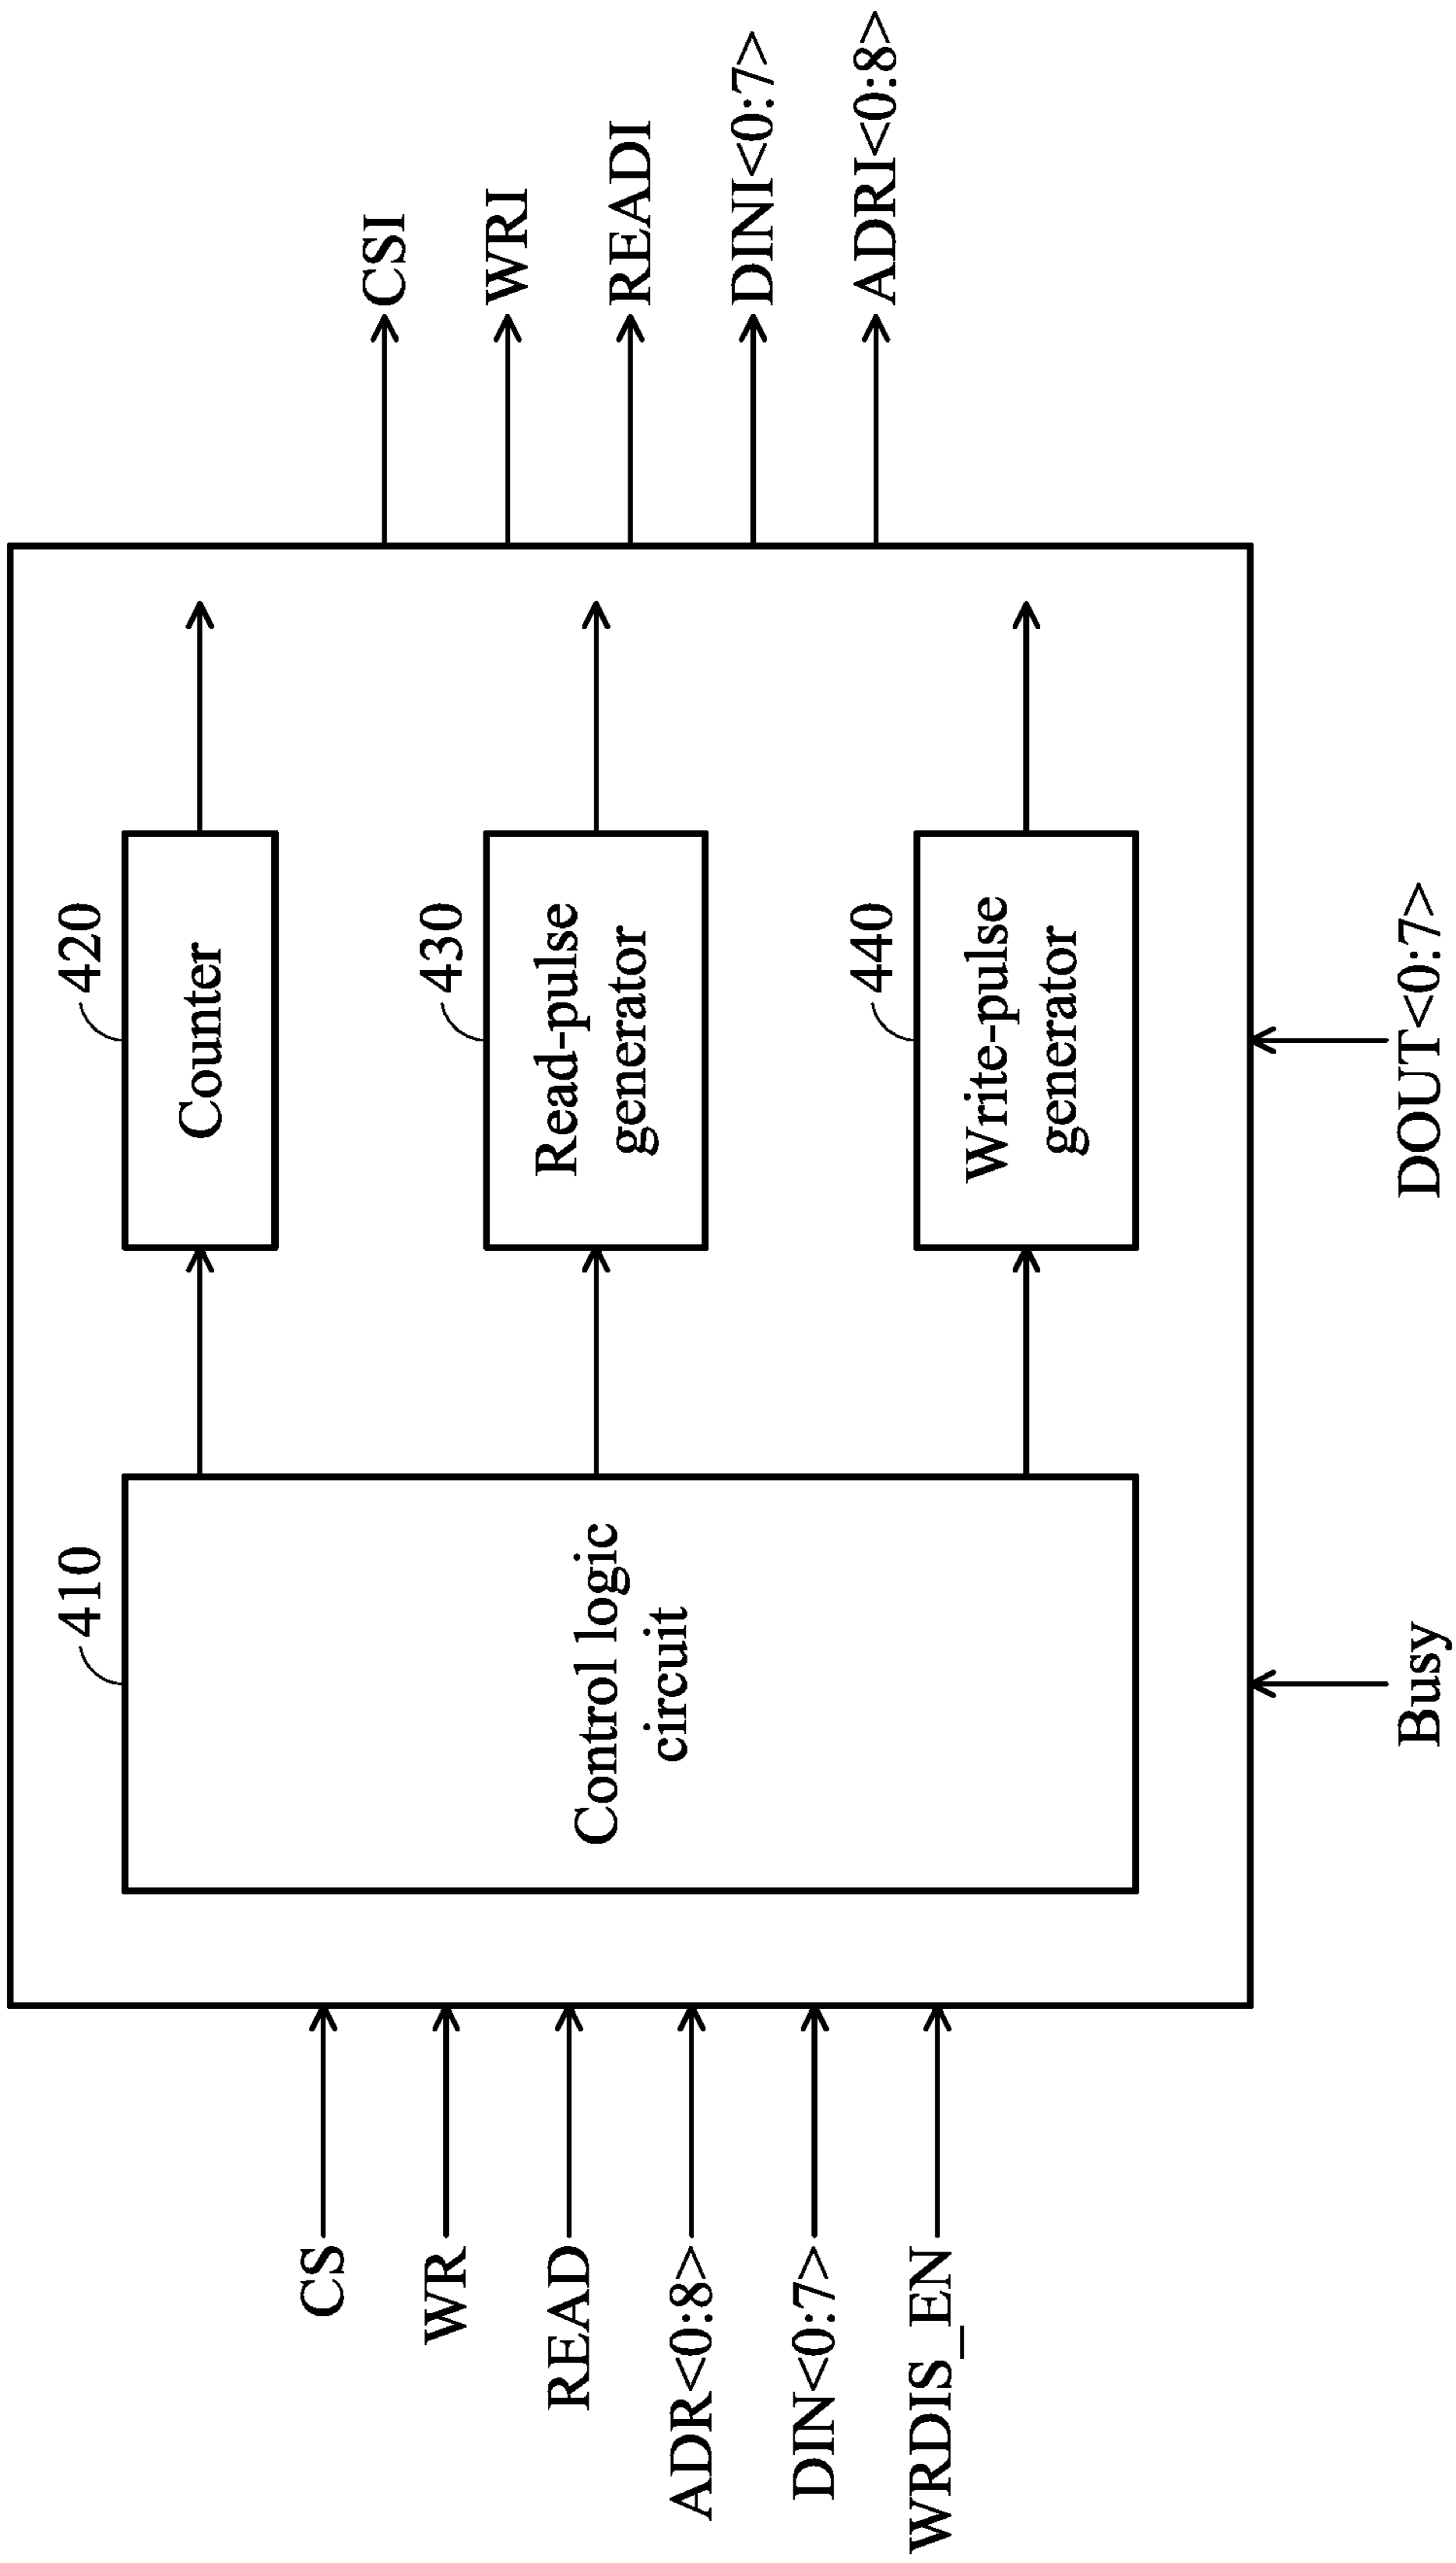 CS
WR
READ
ADR<0:8>
DIN<0:7>
WRDIS_EN
410
Control logic
circuit
420
Counter
430
Read-pulse
generator
440
Write-pulse
generator
CSI
WRI
READI
DINI<0:7>
ADRI<0:8>
Busy
DOUT<0:7>